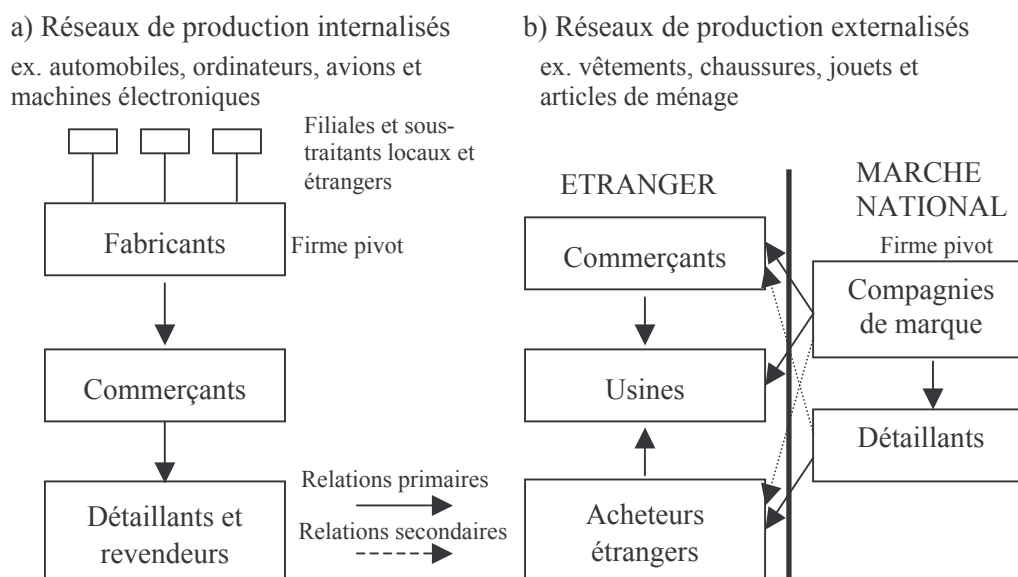 a) Réseaux de production internalisés
ex. automobiles, ordinateurs, avions et
machines électroniques
Filiales et sous-
traitants locaux et
étrangers
Fabricants
Firme pivot
Commerçants
Détaillants et
revendeurs
Relations primaires
Relations secondaires
b) Réseaux de production externalisés
ex. vêtements, chaussures, jouets et
articles de ménage
ETRANGER
MARCHE
NATIONAL
Firme pivot
Commerçants
Compagnies
de marque
Usines
Détaillants
Acheteurs
étrangers